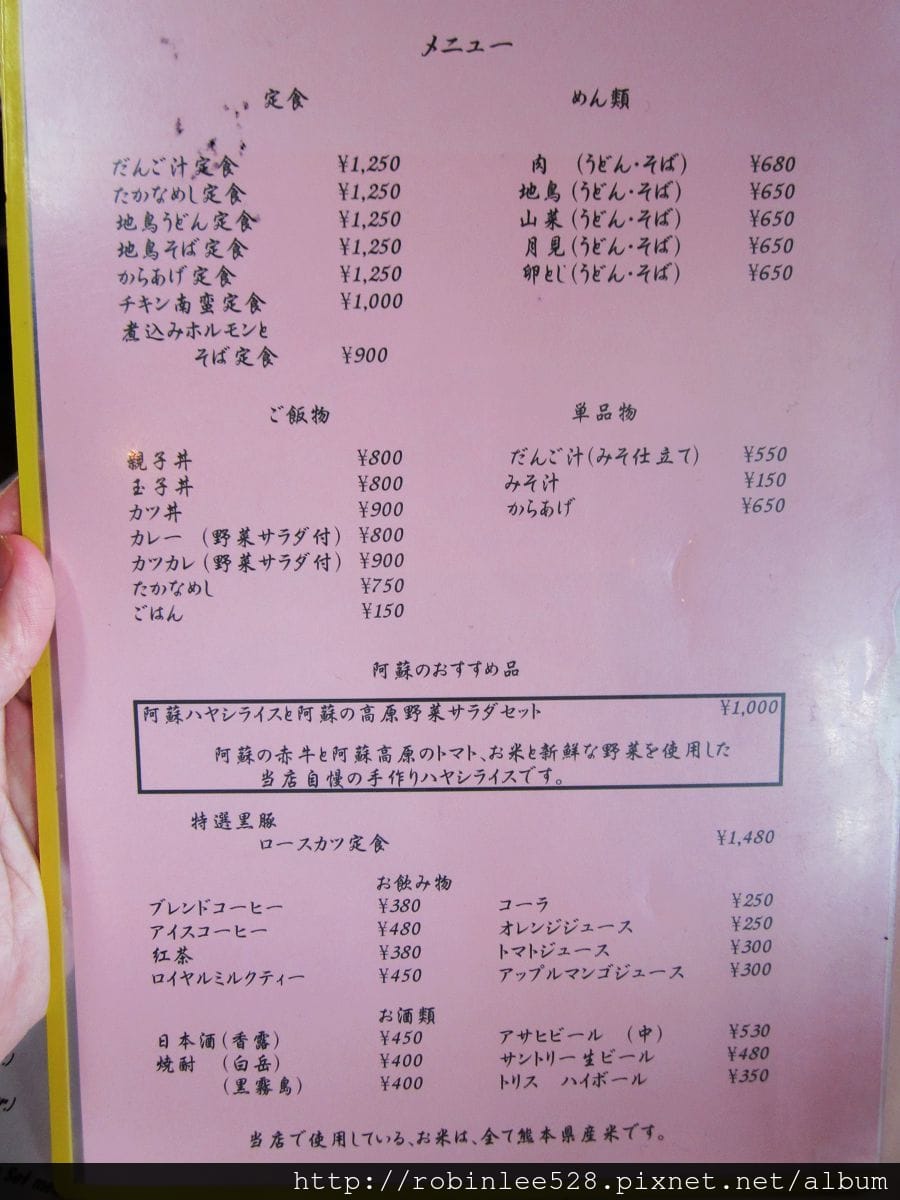 メニュー
定食
だんご汁定食 ¥1,250
たかなめし定食 ¥1,250
地鳥うどん定食 ¥1,250
地鳥そば定食 ¥1,250
からあげ定食 ¥1,250
チキン南蛮定食 ¥1,000
煮込みホルモンと
そば定食 ¥900
めん類
肉 (うどん・そば) ¥680
地鳥(うどん・そば) ¥650
山菜(うどん・そば) ¥650
月見(うどん・そば) ¥650
卵とじ(うどん・そば) ¥650
ご飯物
親子丼 ¥800
玉子丼 ¥800
カツ丼 ¥900
カレー (野菜サラダ付) ¥800
カツカレ(野菜サラダ付) ¥900
たかなめし ¥750
ごはん ¥150
単品物
だんご汁(みそ仕立て) ¥550
みそ汁 ¥150
からあげ ¥650
阿蘇のおすすめ品
阿蘇ハヤシライスと阿蘇の高原野菜サラダセット ¥1,000
阿蘇の赤牛と阿蘇高原のトマト、お米と新鮮な野菜を使用した
当店自慢の手作りハヤシライスです。
特選黒豚
ロースカツ定食 ¥1,480
お飲み物
ブレンドコーヒー ¥380
アイスコーヒー ¥480
紅茶 ¥380
ロイヤルミルクティー ¥450
コーラ ¥250
オレンジジュース ¥250
トマトジュース ¥300
アップルマンゴジュース ¥300
お酒類
日本酒(香露) ¥450
焼酎 (白岳) ¥400
(黒霧島) ¥400
アサヒビール (中) ¥530
サントリー生ビール ¥480
トリス ハイボール ¥350
当店で使用している、お米は、全て熊本県産米です。
http://robinlee528.pixnet.net/album